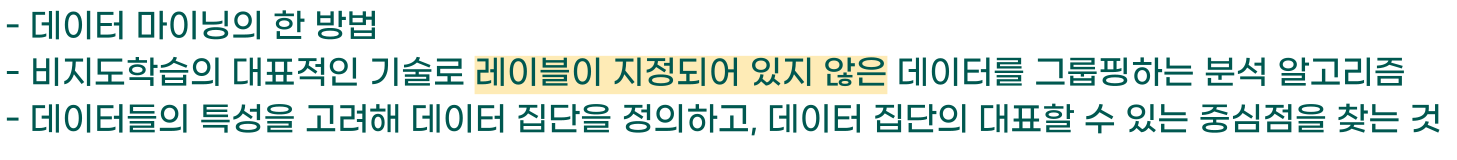 - 데이터 마이닝의 한 방법
- 비지도학습의 대표적인 기술로 레이블이 지정되어 있지 않은 데이터를 그룹핑하는 분석 알고리즘
- 데이터들의 특성을 고려해 데이터 집단을 정의하고, 데이터 집단의 대표할 수 있는 중심점을 찾는 것